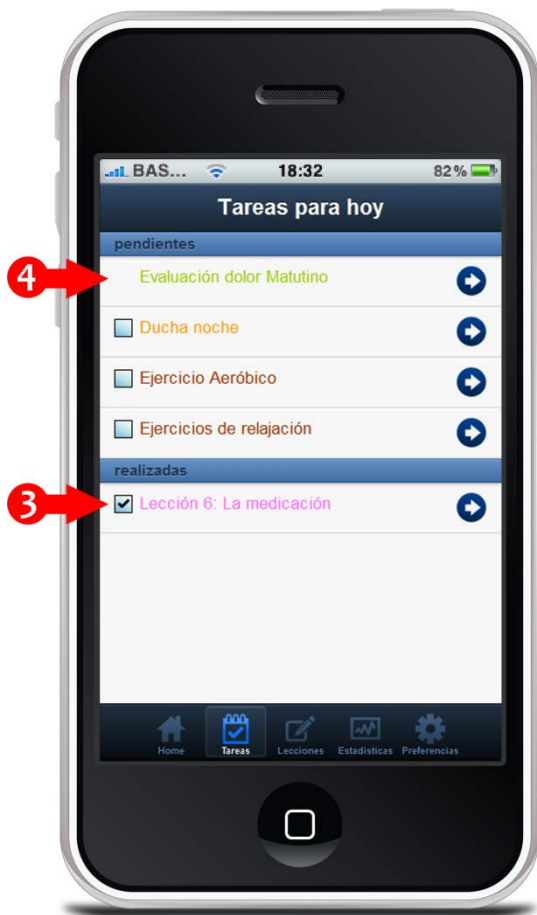 BAS... 18:32 82%
Tareas para hoy
pendientes
4 Evaluación dolor Matutino
Ducha noche
Ejercicio Aeróbico
Ejercicios de relajación
realizadas
3 Lección 6: La medicación
Home Tareas Lecciones Estadisticas Preferencias